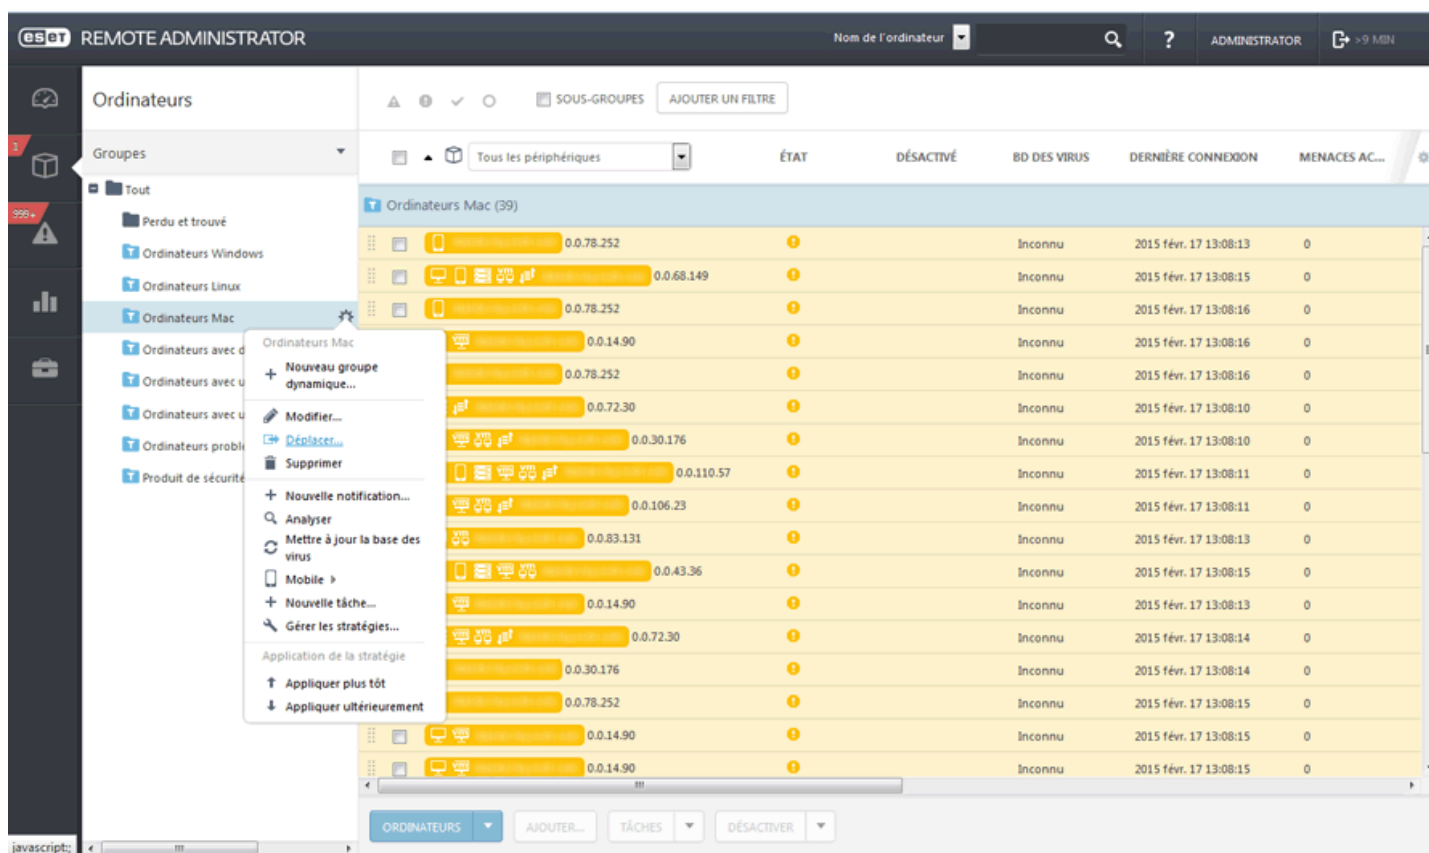 eset REMOTE ADMINISTRATOR
Nom de l'ordinateur
?
ADMINISTRATOR
>9 MIN
Ordinateurs
SOUS-GROUPES
AJOUTER UN FILTRE
1
Groupes
Tous les périphériques
ÉTAT
DÉSACTIVÉ
BD DES VIRUS
DERNIÈRE CONNEXION
MENACES AC...
Tout
999+
Perdu et trouvé
Ordinateurs Windows
Ordinateurs Linux
Ordinateurs Mac
Ordinateurs avec d
Ordinateurs avec u
Ordinateurs avec u
Ordinateurs proble
Produit de sécurité
Ordinateurs Mac
Nouveau groupe
dynamique...
Modifier...
Déplacer...
Supprimer
Nouvelle notification...
Analyser
Mettre à jour la base des
virus
Mobile
Nouvelle tâche...
Gérer les stratégies...
Application de la stratégie
Appliquer plus tôt
Appliquer ultérieurement
Ordinateurs Mac (39)
0.0.78.252 Inconnu 2015 févr. 17 13:08:13 0
0.0.68.149 Inconnu 2015 févr. 17 13:08:15 0
0.0.78.252 Inconnu 2015 févr. 17 13:08:16 0
0.0.14.90 Inconnu 2015 févr. 17 13:08:16 0
0.0.78.252 Inconnu 2015 févr. 17 13:08:16 0
0.0.72.30 Inconnu 2015 févr. 17 13:08:10 0
0.0.30.176 Inconnu 2015 févr. 17 13:08:10 0
0.0.110.57 Inconnu 2015 févr. 17 13:08:11 0
0.0.106.23 Inconnu 2015 févr. 17 13:08:11 0
0.0.83.131 Inconnu 2015 févr. 17 13:08:13 0
0.0.43.36 Inconnu 2015 févr. 17 13:08:15 0
0.0.14.90 Inconnu 2015 févr. 17 13:08:13 0
0.0.72.30 Inconnu 2015 févr. 17 13:08:14 0
0.0.30.176 Inconnu 2015 févr. 17 13:08:14 0
0.0.78.252 Inconnu 2015 févr. 17 13:08:15 0
0.0.14.90 Inconnu 2015 févr. 17 13:08:15 0
0.0.14.90 Inconnu 2015 févr. 17 13:08:15 0
ORDINATEURS
AJOUTER...
TÂCHES
DÉSACTIVER
javascript:;